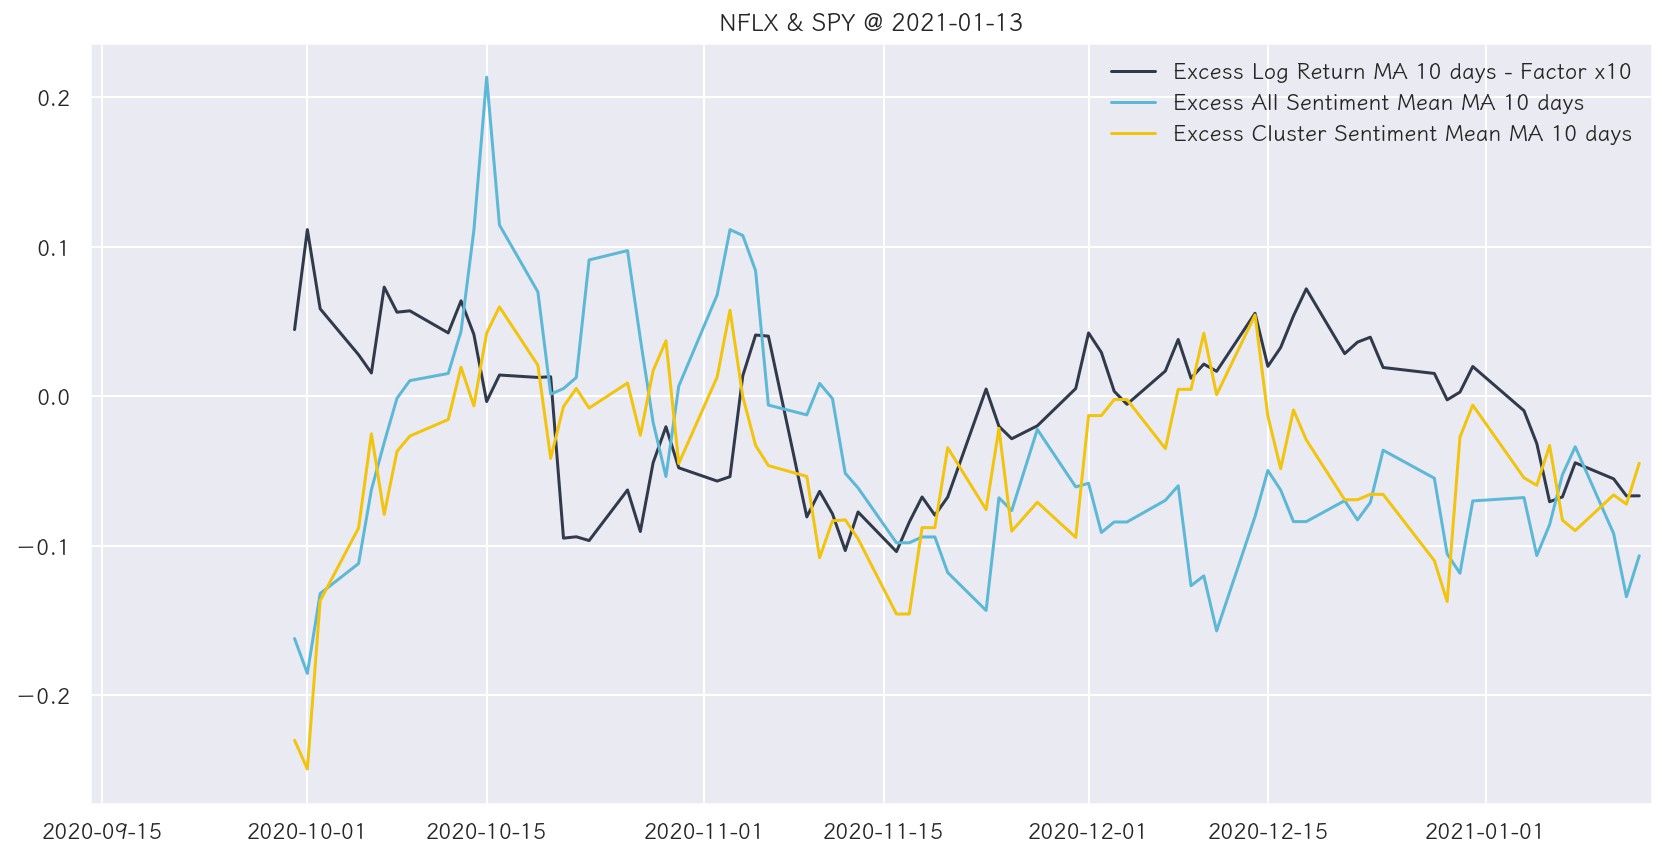 NFLX & SPY @ 2021-01-13
Excess Log Return MA 10 days - Factor x10
Excess All Sentiment Mean MA 10 days
Excess Cluster Sentiment Mean MA 10 days
0.2
0.1
0.0
−0.1
−0.2
2020-09-15 2020-10-01 2020-10-15 2020-11-01 2020-11-15 2020-12-01 2020-12-15 2021-01-01